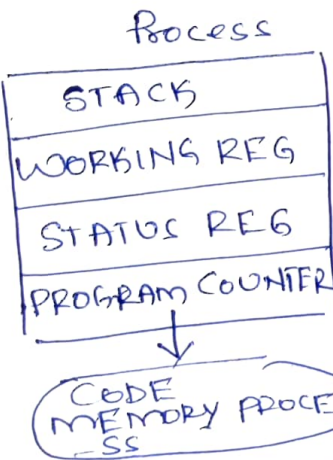 Process
STACK
WORKING REG
STATUS REG
PROGRAM COUNTER
CODE
MEMORY PROCE
-SS